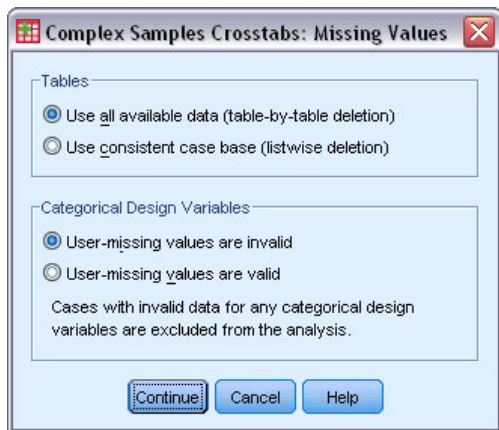 Complex Samples Crosstabs: Missing Values
Tables
Use all available data (table-by-table deletion)
Use consistent case base (listwise deletion)
Categorical Design Variables
User-missing values are invalid
User-missing values are valid
Cases with invalid data for any categorical design
variables are excluded from the analysis.
Continue Cancel Help